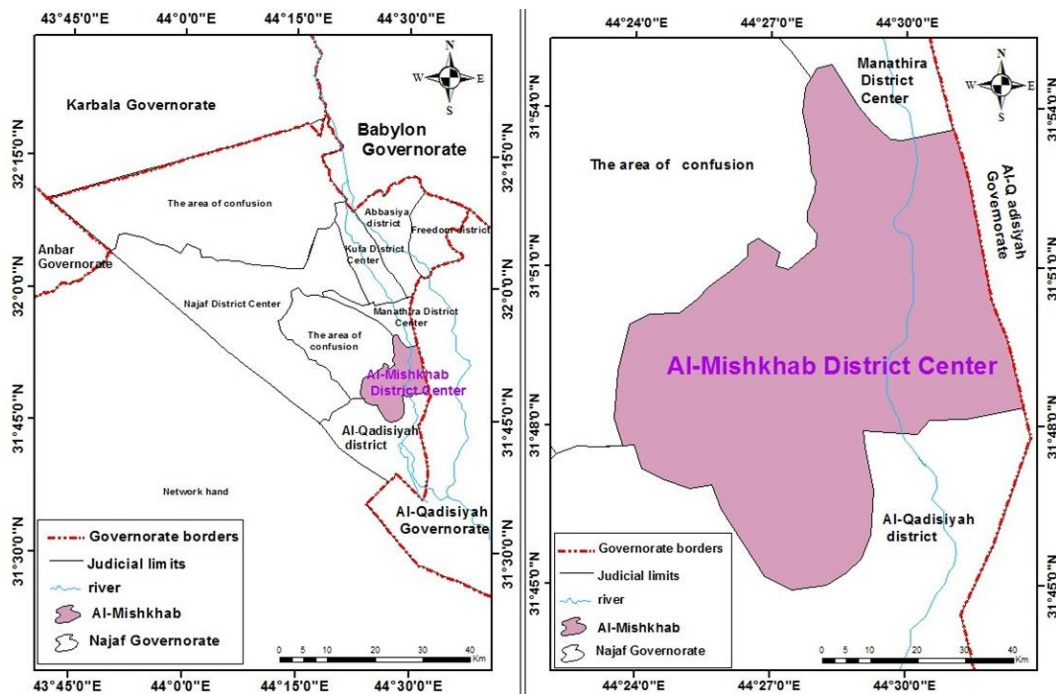 43°45'0"E 44°0'0"E 44°15'0"E 44°30'0"E
N
W E
S
Karbala Governorate
Babylon
Governorate
32°15'0"N
32°15'0"N
The area of confusion
Abbasiya
district
Freedom district
Kufa District
Center
Anbar
Governorate
32°0'0"N
32°0'0"N
Najaf District Center
Manathira District
Center
The area of
confusion
Al-Mishkhab
District Center
31°45'0"N
31°45'0"N
Al-Qadisiyah
district
Network hand
Al-Qadisiyah
Governorate
31°30'0"N
31°30'0"N
Governorate borders
Judicial limits
river
Al-Mishkhab
Najaf Governorate
0 5 10 20 30 40
Km
43°45'0"E 44°0'0"E 44°15'0"E 44°30'0"E
44°24'0"E 44°27'0"E 44°30'0"E
Manathira
District
Center
N
W E
S
31°54'0"N
31°54'0"N
The area of confusion
Al-Q adisiyah
Governorate
31°51'0"N
31°51'0"N
Al-Mishkhab District Center
31°48'0"N
31°48'0"N
Al-Qadisiyah
district
31°45'0"N
31°45'0"N
Governorate borders
Judicial limits
river
Al-Mishkhab
Najaf Governorate
0 5 10 20 30 40
Km
44°24'0"E 44°27'0"E 44°30'0"E